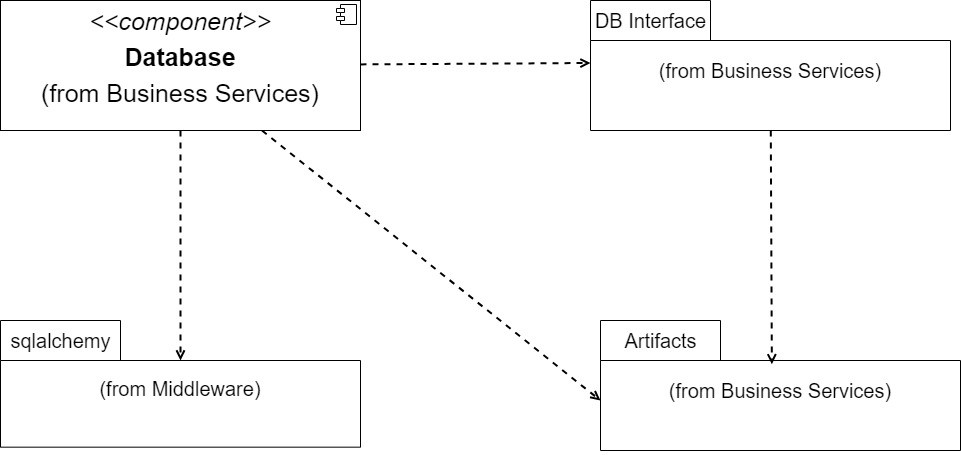 <<component>>
Database
(from Business Services)
DB Interface
(from Business Services)
sqlalchemy
(from Middleware)
Artifacts
(from Business Services)